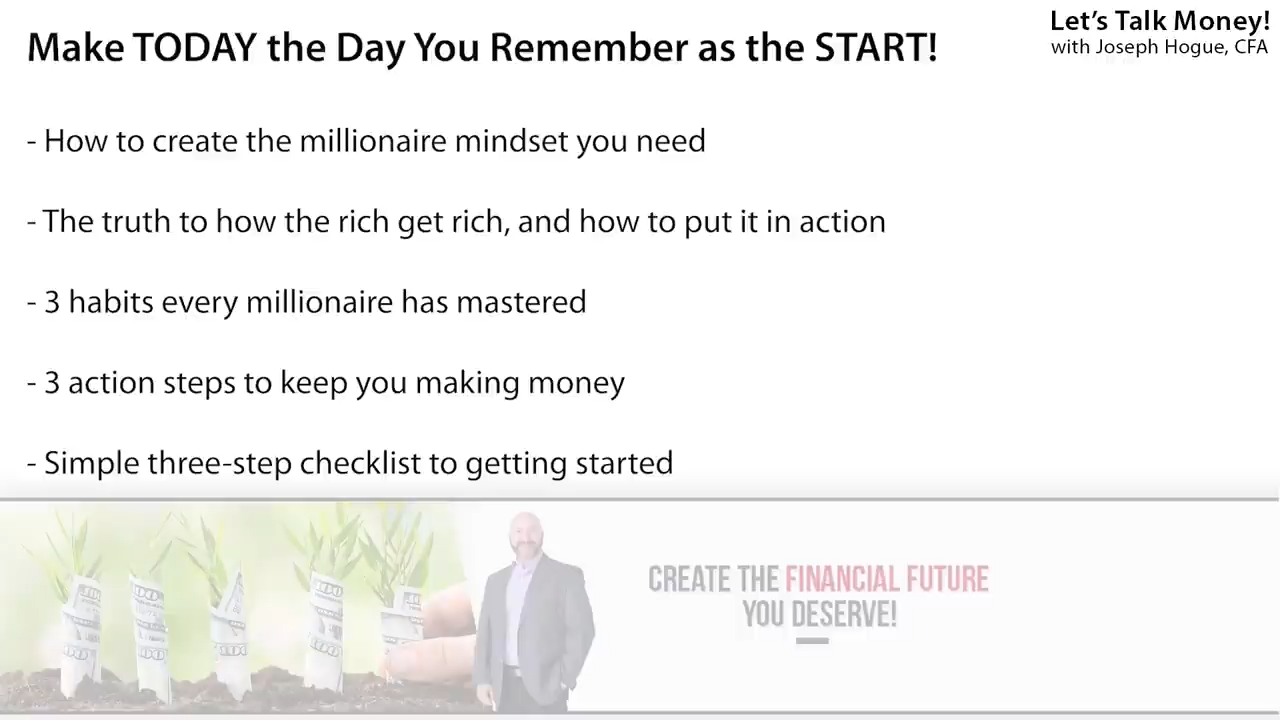 Make TODAY the Day You Remember as the START!
Let's Talk Money!
with Joseph Hogue, CFA
- How to create the millionaire mindset you need
- The truth to how the rich get rich, and how to put it in action
- 3 habits every millionaire has mastered
- 3 action steps to keep you making money
- Simple three-step checklist to getting started
CREATE THE FINANCIAL FUTURE
YOU DESERVE!